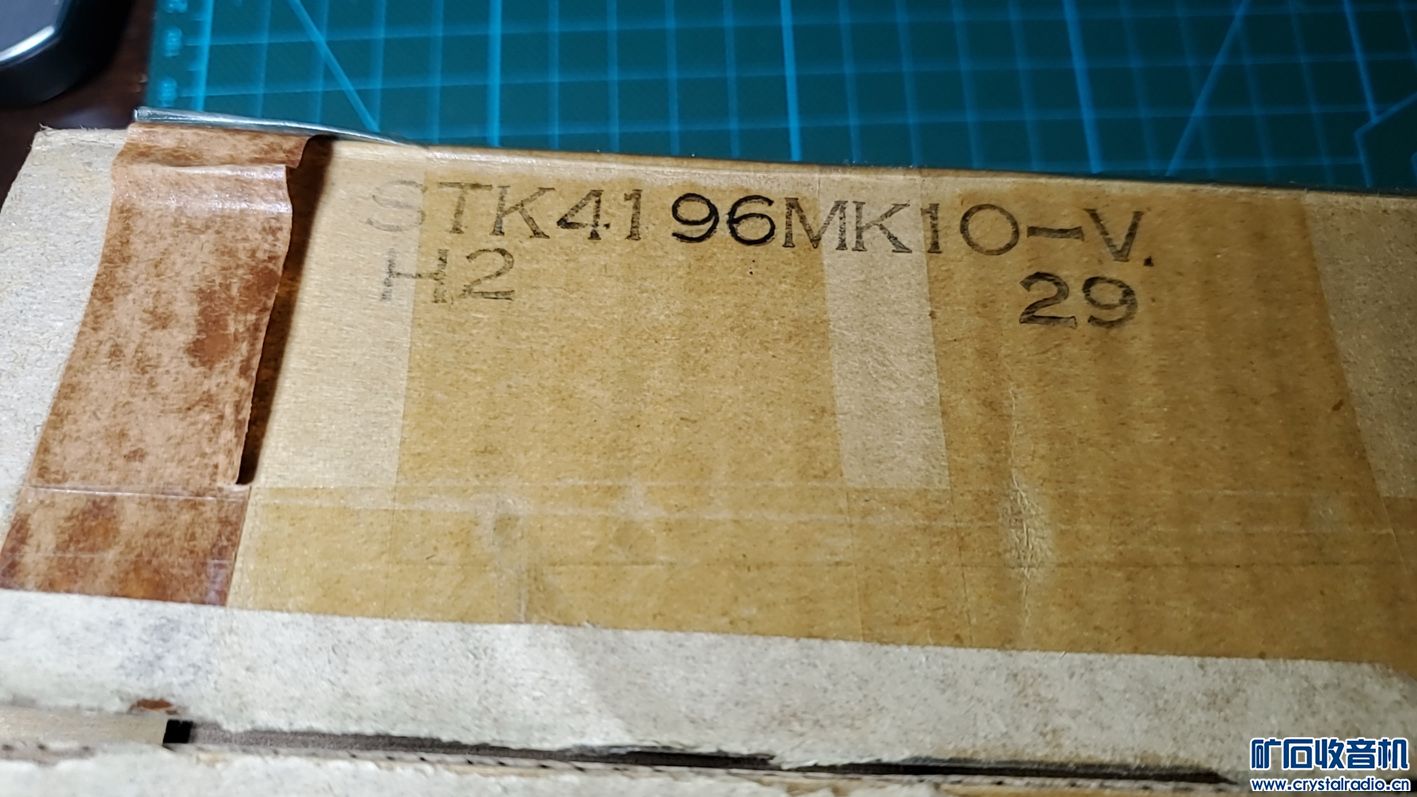 STK4196MK10-V
H2 29
矿石收音机
www.crystalradio.cn